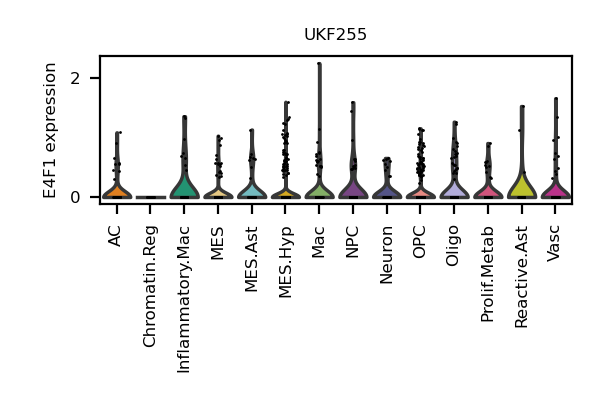 UKF255
E4F1 expression
2
0
AC
Chromatin.Reg
Inflammatory.Mac
MES
MES.Ast
MES.Hyp
Mac
NPC
Neuron
OPC
Oligo
Prolif.Metab
Reactive.Ast
Vasc